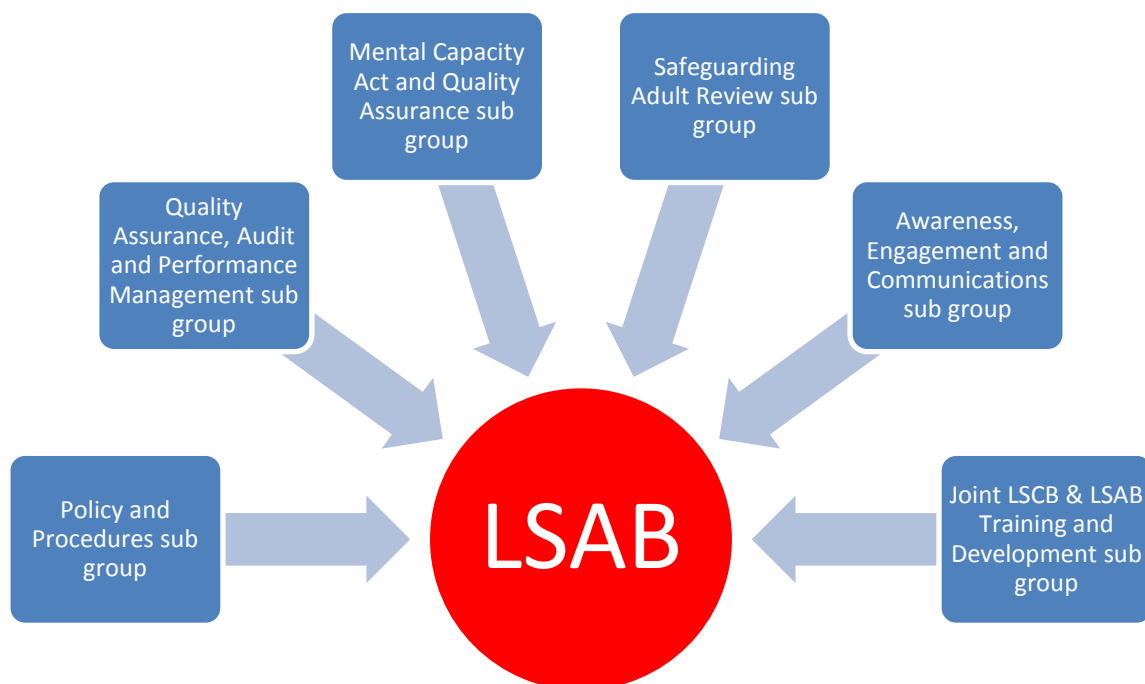 Mental Capacity
Act and Quality
Assurance sub
group
Safeguarding
Adult Review sub
group
Quality
Assurance, Audit
and Performance
Management sub
group
Awareness,
Engagement and
Communications
sub group
Policy and
Procedures sub
group
LSAB
Joint LSCB & LSAB
Training and
Development sub
group